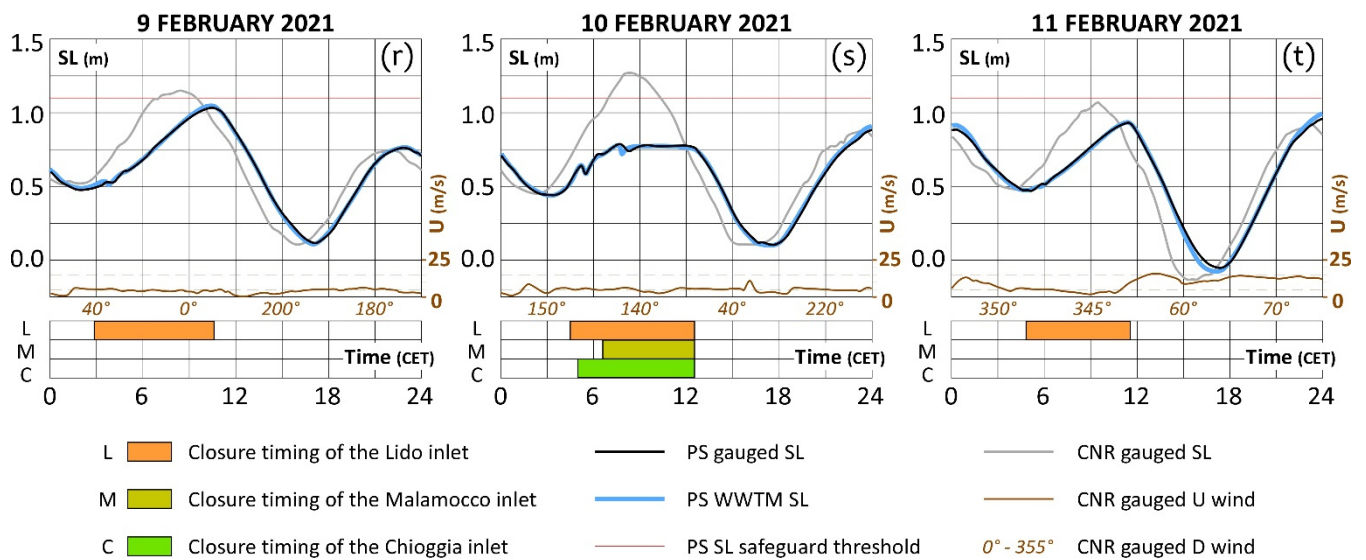 9 FEBRUARY 2021
10 FEBRUARY 2021
11 FEBRUARY 2021
1.5 SL (m) (r) 1.5 SL (m) (s) 1.5 SL (m) (t)
1.0 1.0 1.0
0.5 0.5 0.5
U (m/s) U (m/s) U (m/s)
0.0 25 0.0 25 0.0 25
0 0 0
40° 0° 200° 180° 150° 140° 40° 220° 350° 345° 60° 70°
L L L
M Time (CET) M Time (CET) M Time (CET)
C C C
0 6 12 18 24 0 6 12 18 24 0 6 12 18 24
L Closure timing of the Lido inlet PS gauged SL CNR gauged SL
M Closure timing of the Malamocco inlet PS WWTM SL CNR gauged U wind
C Closure timing of the Chioggia inlet PS SL safeguard threshold 0° - 355° CNR gauged D wind